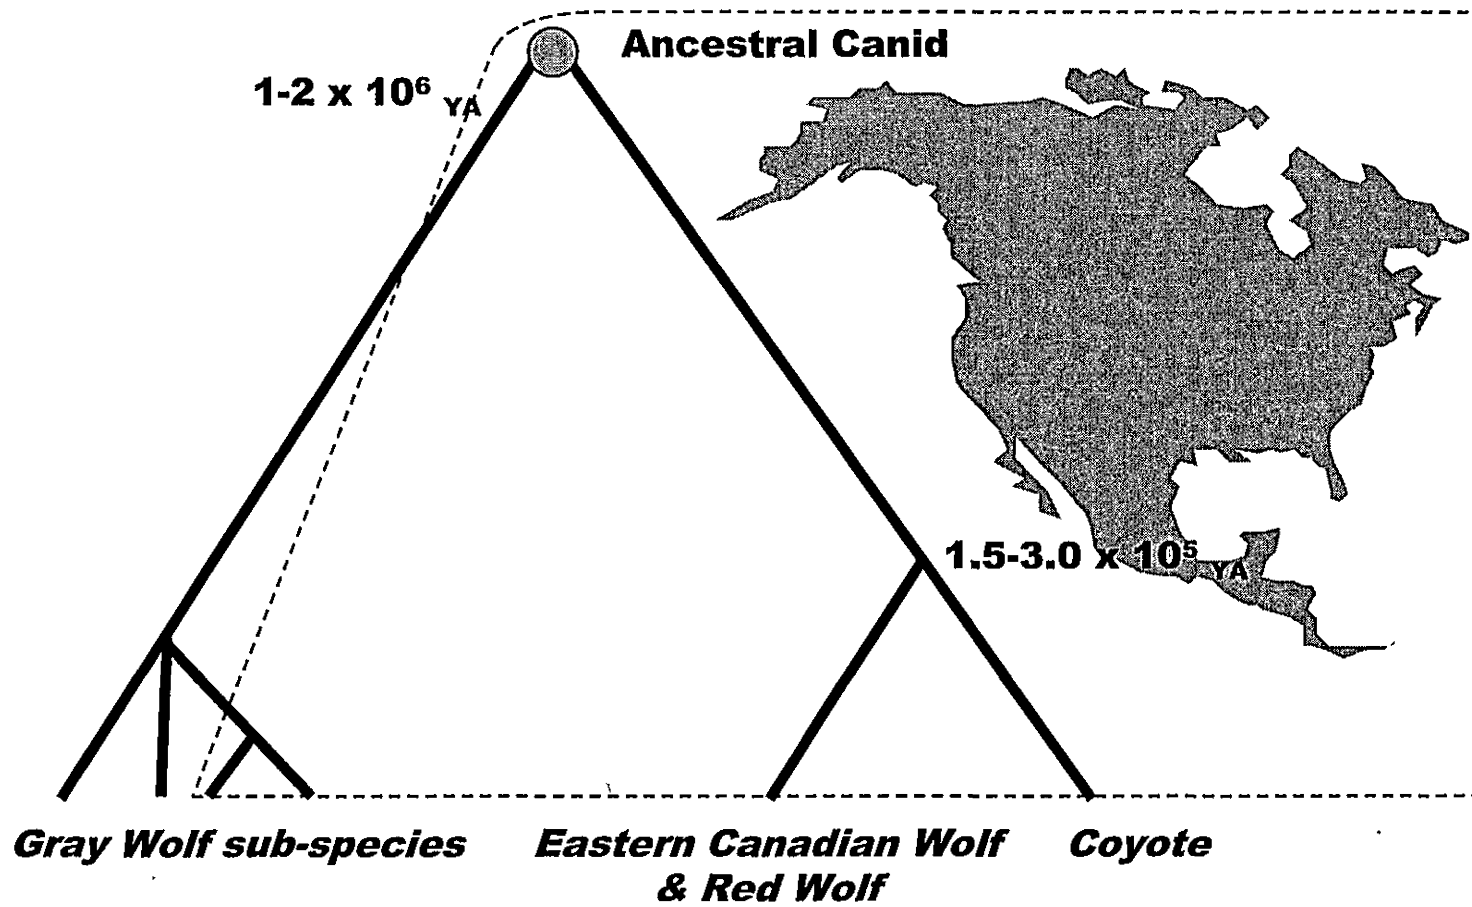 Ancestral Canid
1-2 x 10⁶ YA
1.5-3.0 x 10⁵ YA
Gray Wolf sub-species
Eastern Canadian Wolf
& Red Wolf
Coyote